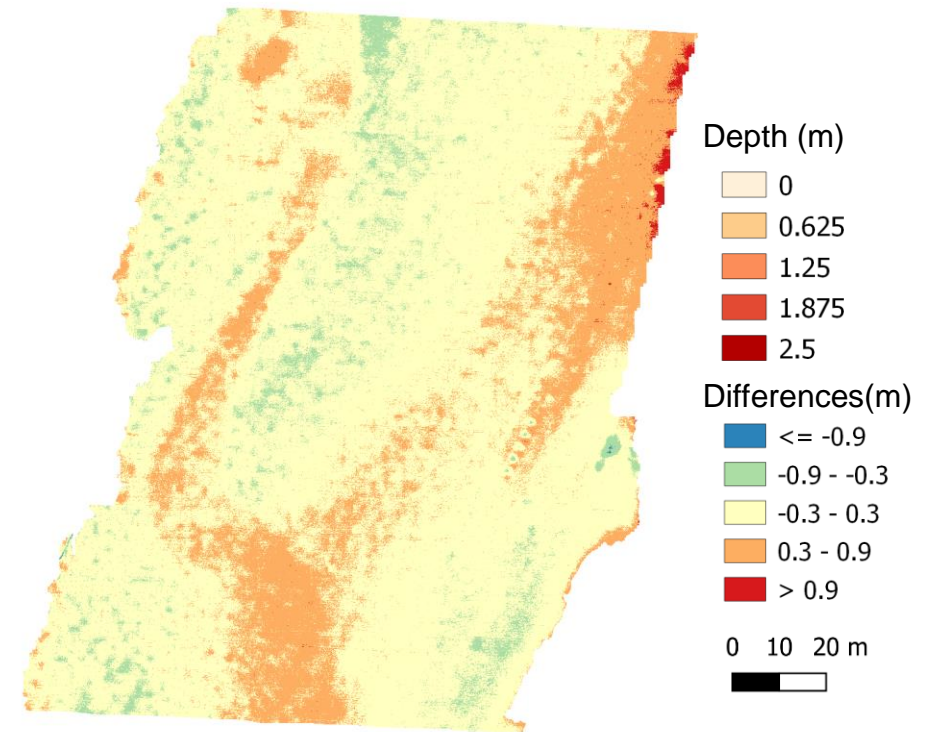 Depth (m)
0
0.625
1.25
1.875
2.5
Differences(m)
<= -0.9
-0.9 - -0.3
-0.3 - 0.3
0.3 - 0.9
> 0.9
0 10 20 m